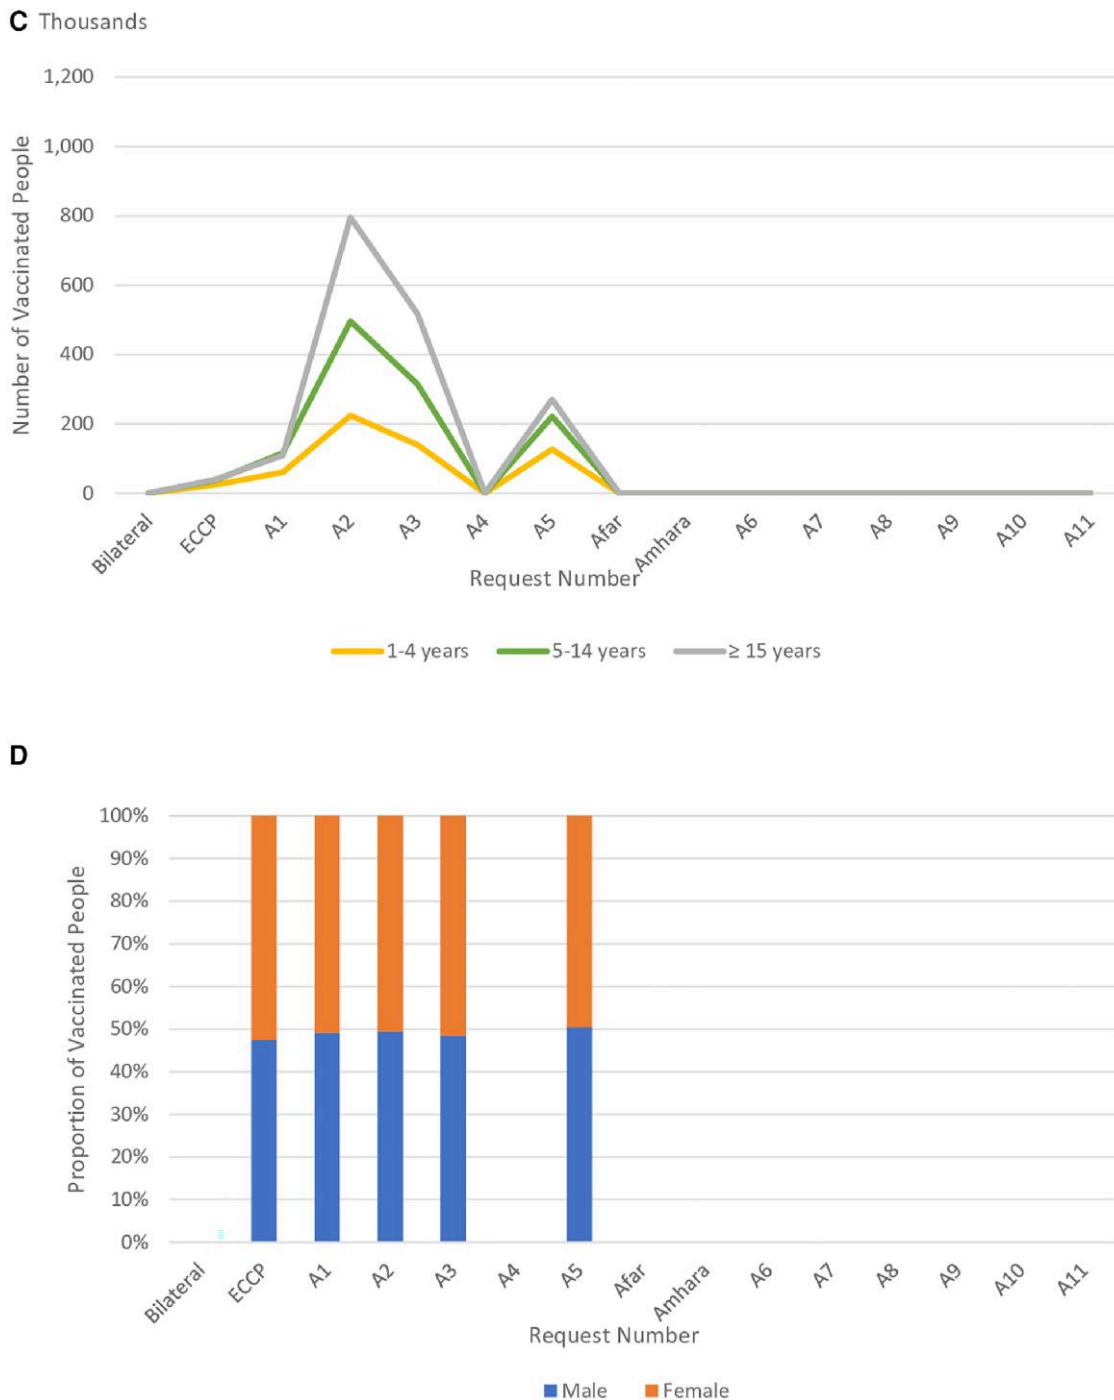 C Thousands
1,200
1,000
800
600
400
200
0
Number of Vaccinated People
Bilateral ECCP A1 A2 A3 A4 A5 Afar Amhara A6 A7 A8 A9 A10 A11
Request Number
1-4 years 5-14 years ≥ 15 years
D
100%
90%
80%
70%
60%
50%
40%
30%
20%
10%
0%
Proportion of Vaccinated People
Bilateral ECCP A1 A2 A3 A4 A5 Afar Amhara A6 A7 A8 A9 A10 A11
Request Number
Male Female